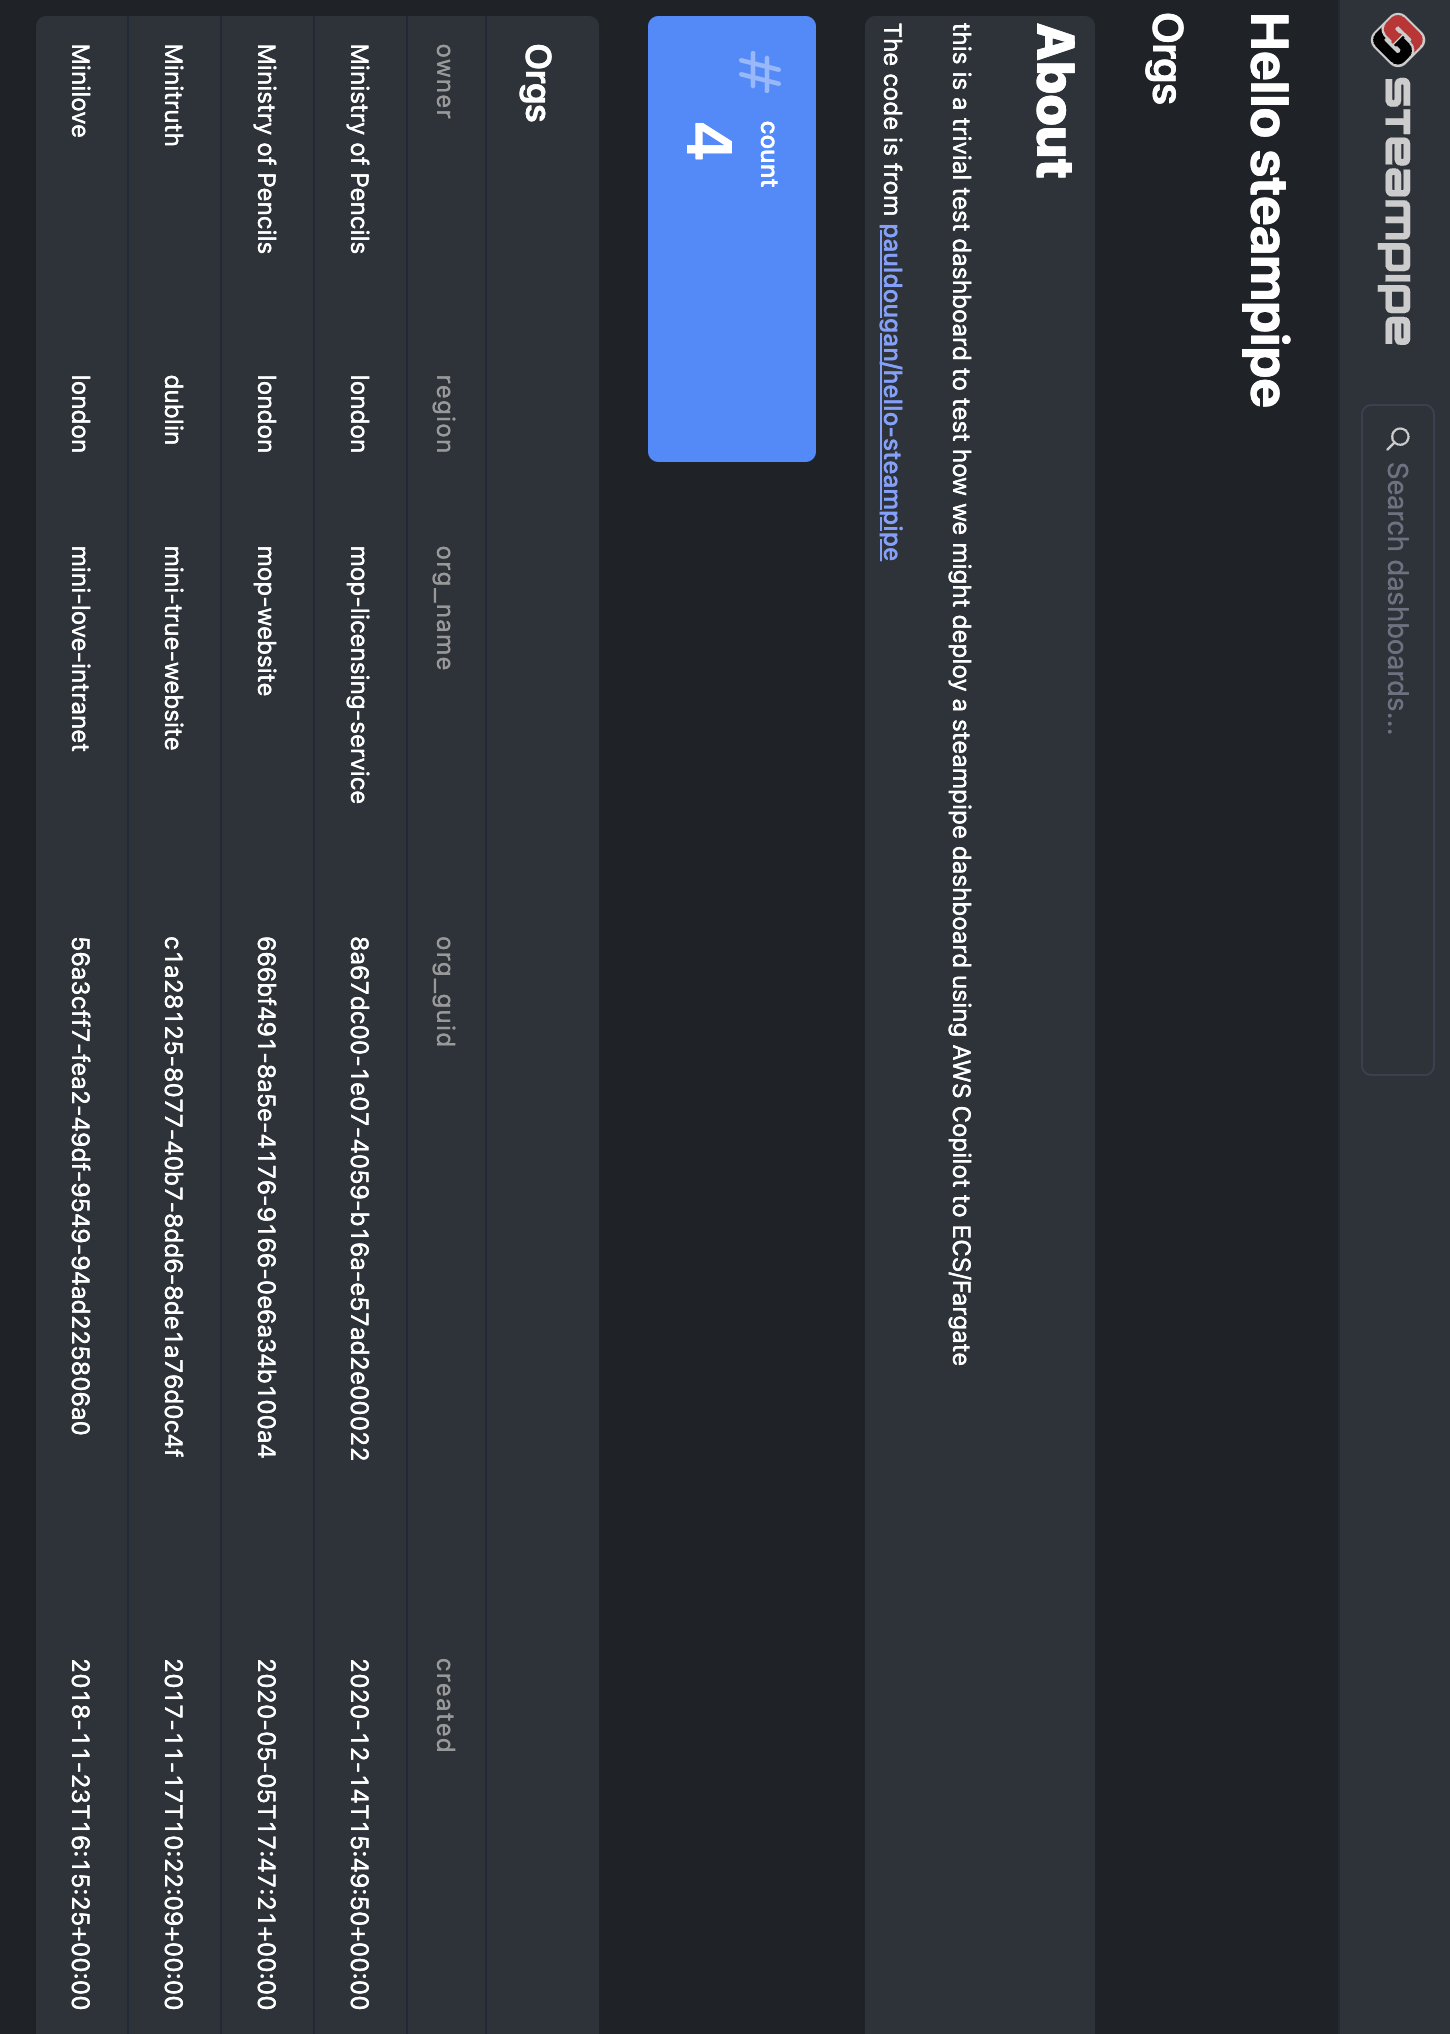 steampipe
Search dashboards...
Hello steampipe
Orgs
About
this is a trivial test dashboard to test how we might deploy a steampipe dashboard using AWS Copilot to ECS/Fargate
The code is from pauldougan/hello-steampipe
# count
4
Orgs
owner region org_name org_guid created
Ministry of Pencils london mop-licensing-service 8a67dc00-1e07-4059-b16a-e57ad2e00022 2020-12-14T15:49:50+00:00
Ministry of Pencils london mop-website 666bf491-8a5e-4176-9166-0e6a34b100a4 2020-05-05T17:47:21+00:00
Minitruth dublin mini-true-website c1a28125-8077-40b7-8dd6-8de1a76d0c4f 2017-11-17T10:22:09+00:00
Minilove london mini-love-intranet 56a3cff7-fea2-49df-9549-94ad225806a0 2018-11-23T16:15:25+00:00